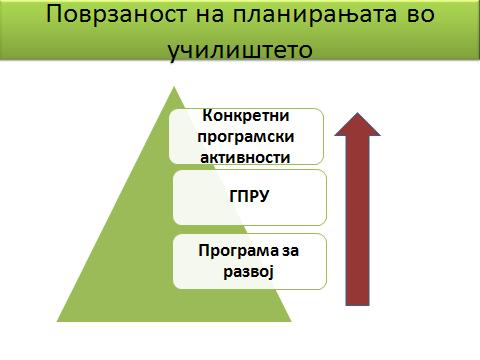 Поврзаност на планирањата во
училиштето
Конкретни
програмски
активности
ГПРУ
Програма за
развој